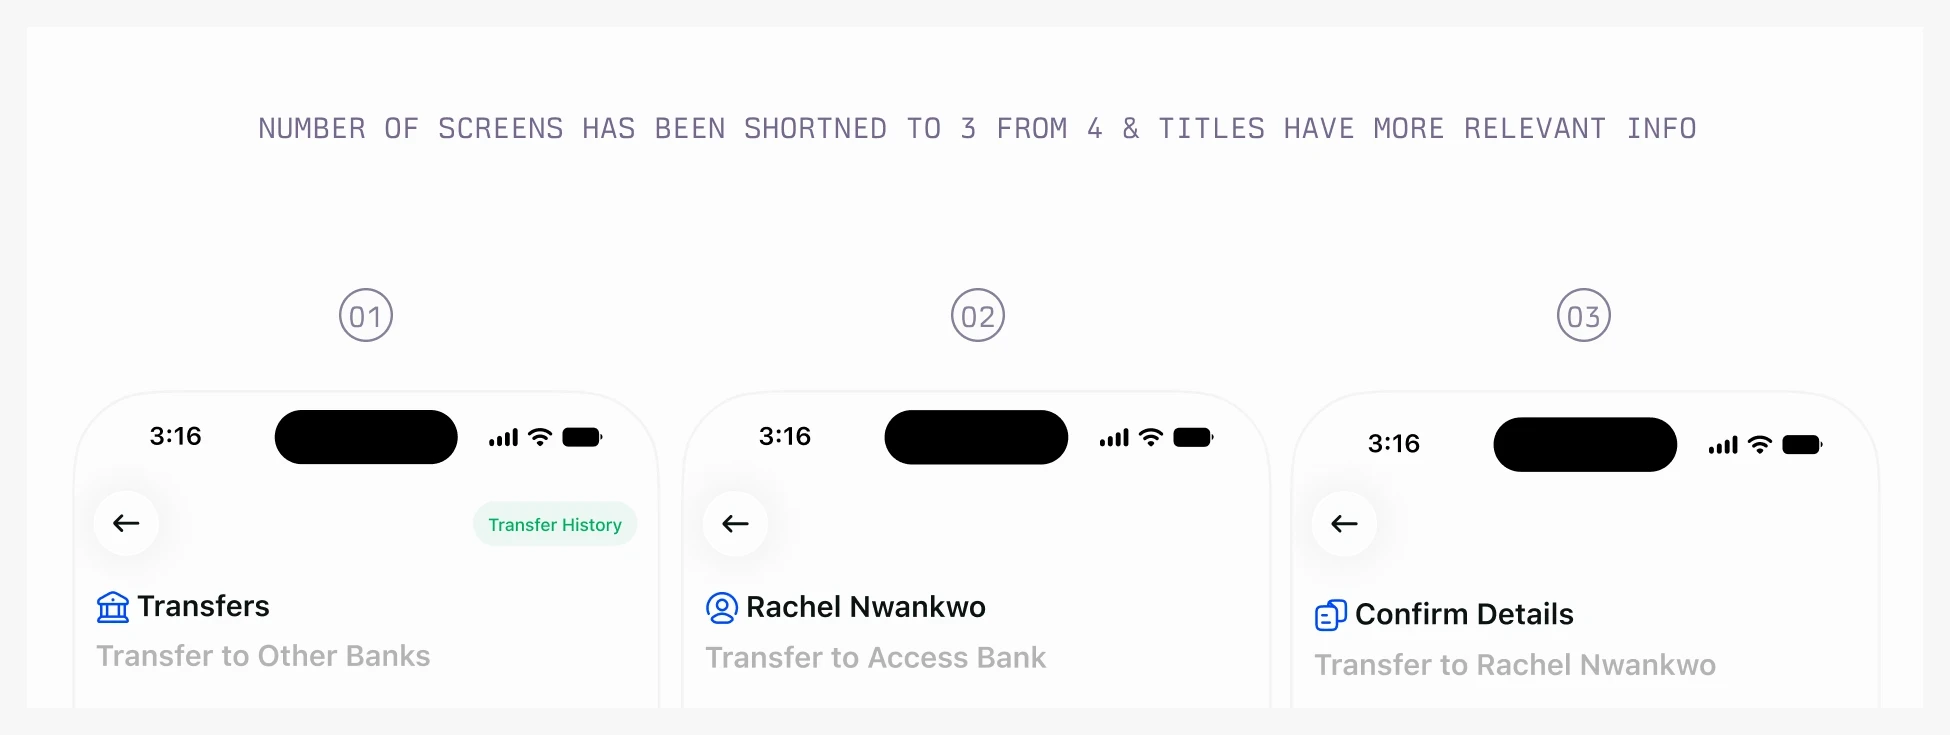 NUMBER OF SCREENS HAS BEEN SHORTNED TO 3 FROM 4 & TITLES HAVE MORE RELEVANT INFO
01
02
03
3:16
3:16
3:16
Transfer History
Transfers
Transfer to Other Banks
Rachel Nwankwo
Transfer to Access Bank
Confirm Details
Transfer to Rachel Nwankwo